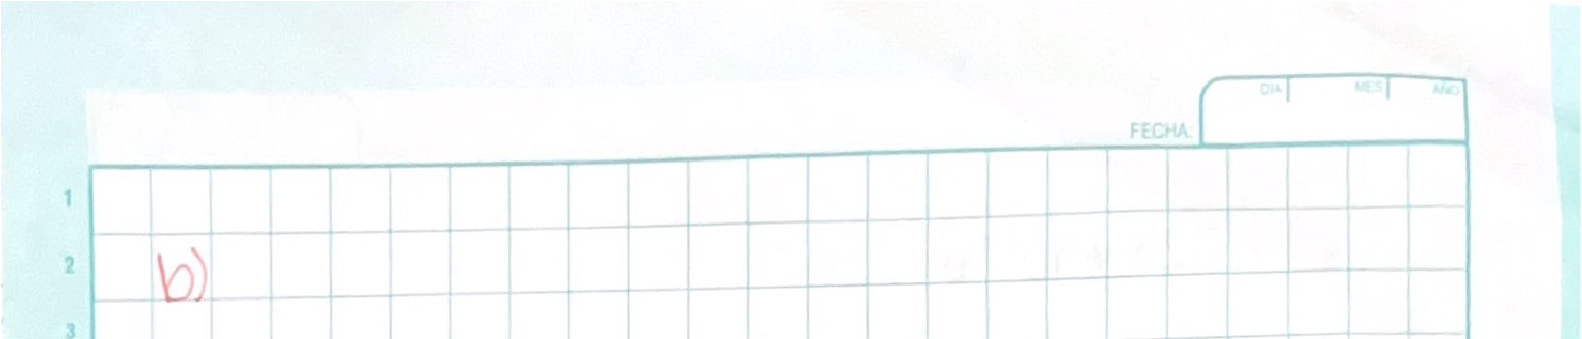 DIA MES AÑO
FECHA:
1
2 b)
3